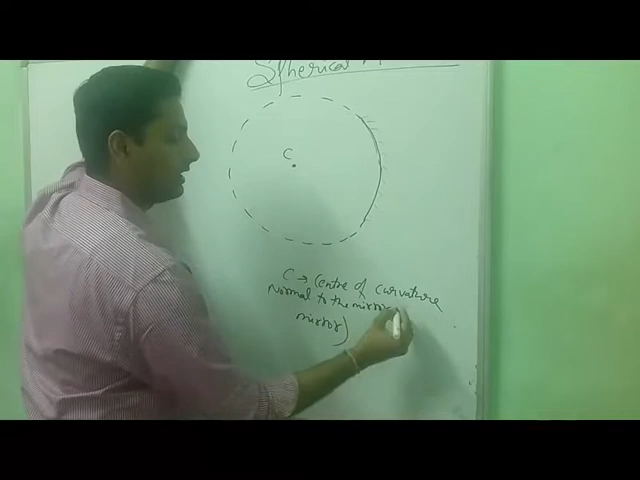 Spherical
C
C → Centre of curvature
Normal to the mirror
mirror)